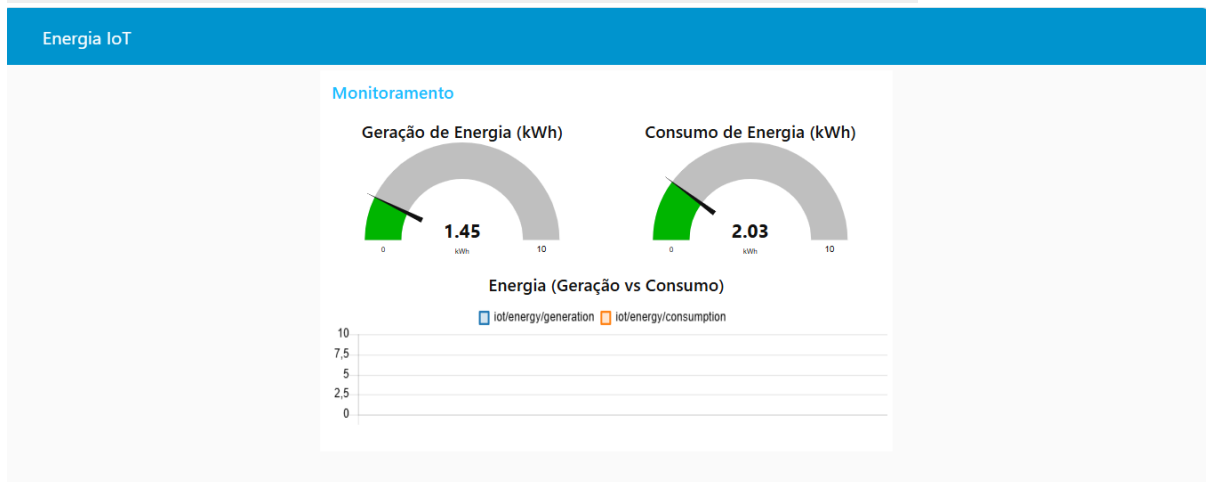 Energia IoT
Monitoramento
Geração de Energia (kWh)
Consumo de Energia (kWh)
1.45
kWh
0
10
2.03
kWh
0
10
Energia (Geração vs Consumo)
iot/energy/generation iot/energy/consumption
10
7,5
5
2,5
0